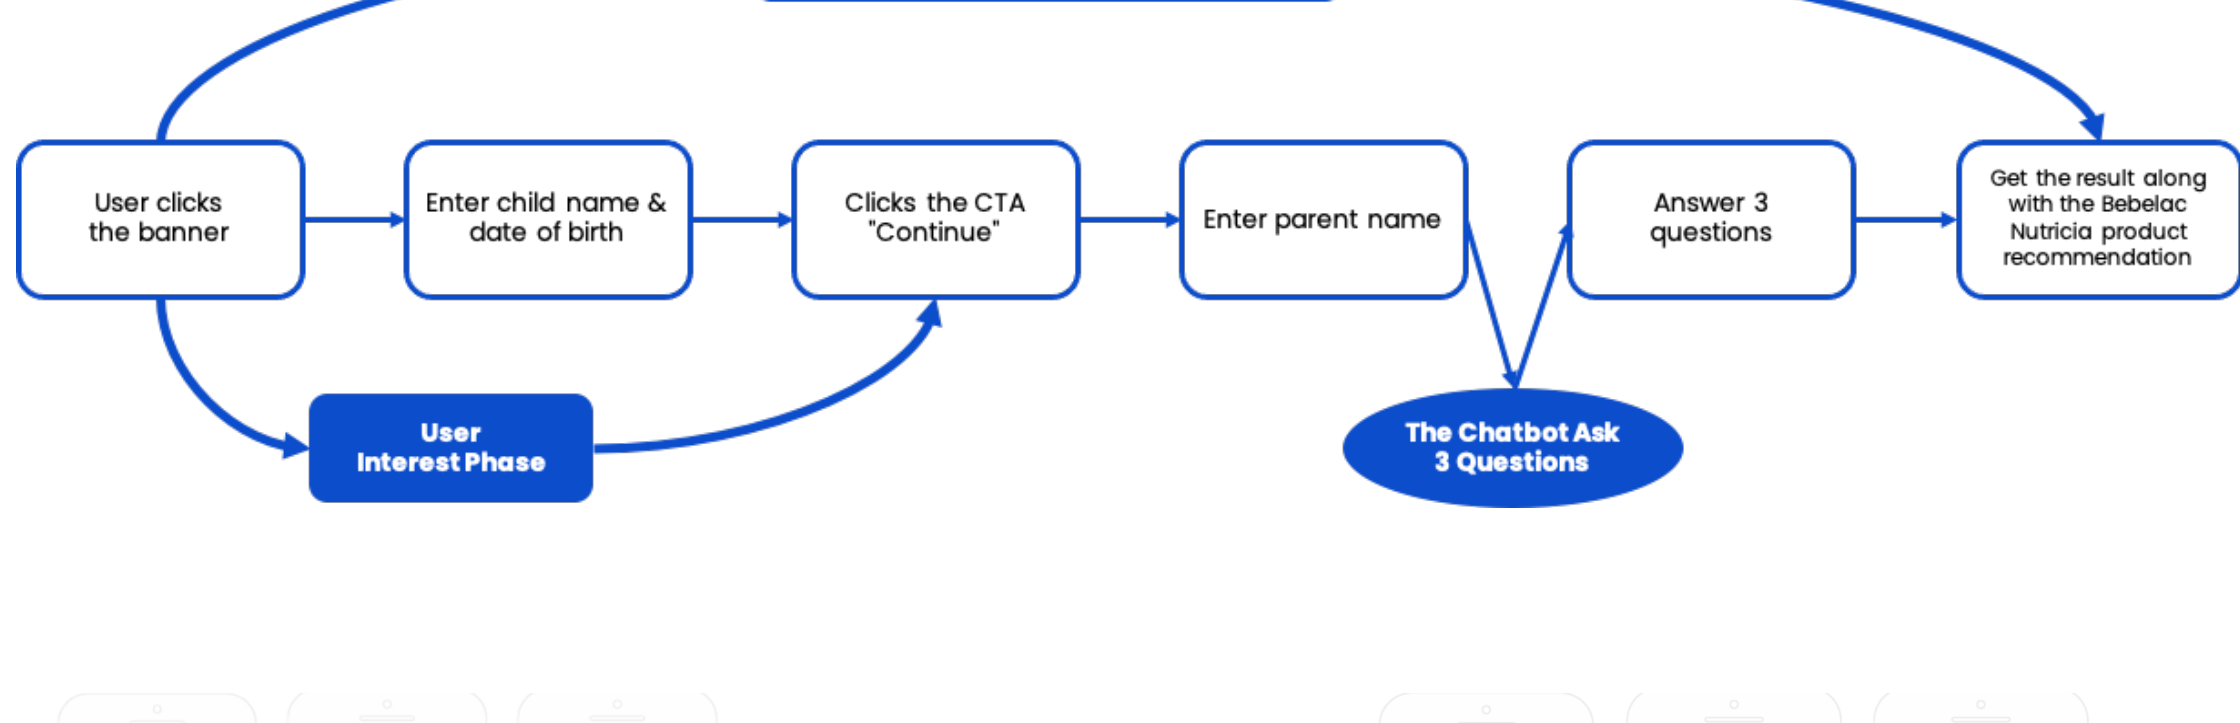 User clicks
the banner
Enter child name &
date of birth
Clicks the CTA
"Continue"
Enter parent name
Answer 3
questions
Get the result along
with the Bebelac
Nutricia product
recommendation
User
Interest Phase
The Chatbot Ask
3 Questions